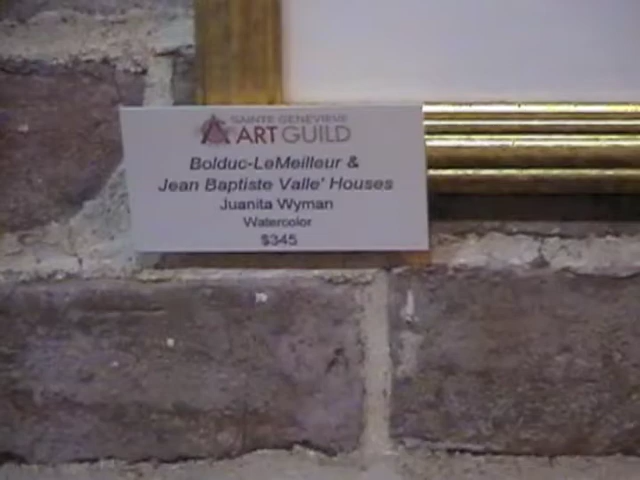 SAINTE GENEVIEVE
ART GUILD
Bolduc-LeMeilleur &
Jean Baptiste Valle' Houses
Juanita Wyman
Watercolor
$345